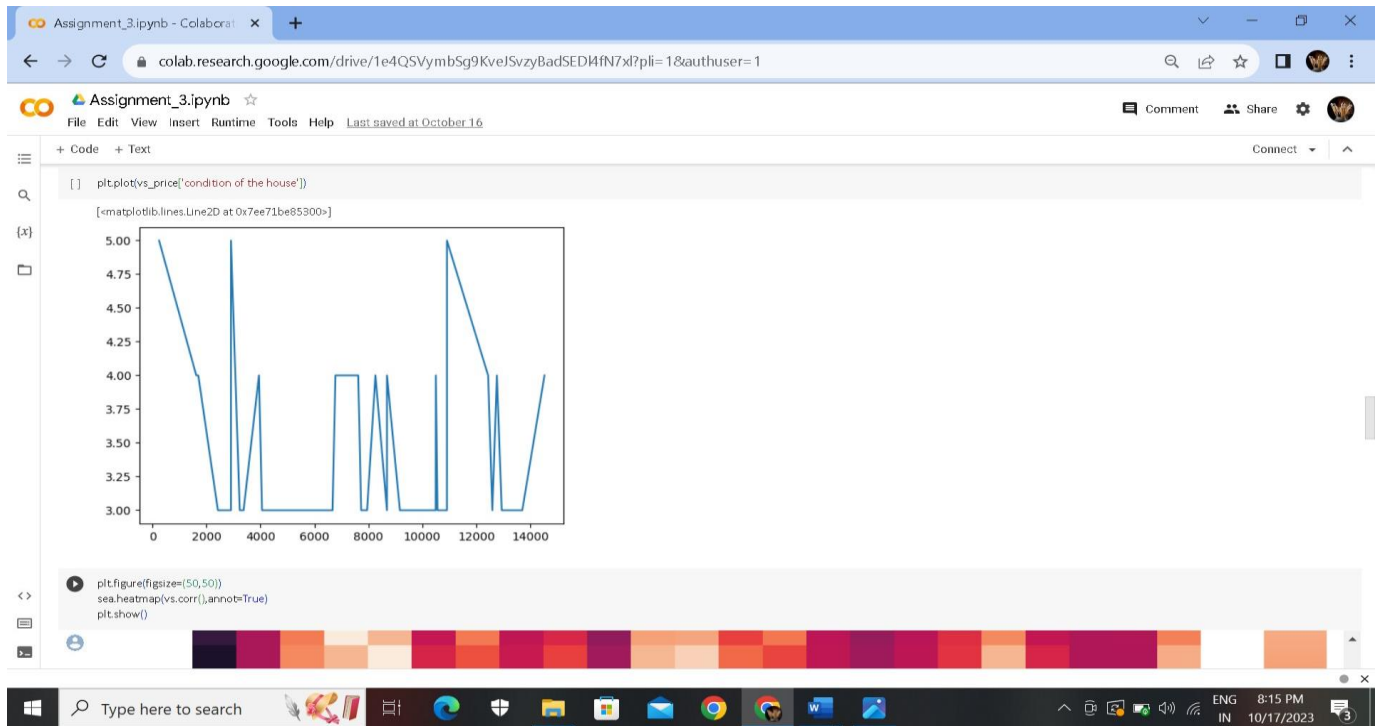 Assignment_3.ipynb - Colaborat
colab.research.google.com/drive/1e4QSVymbSg9KveJSvzyBadSEDl4fN7xl?pli=1&authuser=1
Assignment_3.ipynb
Comment Share
File Edit View Insert Runtime Tools Help Last saved at October 16
+ Code + Text
Connect
[ ] plt.plot(vs_price['condition of the house'])
[<matplotlib.lines.Line2D at 0x7ee71be85300>]
{x}
5.00
4.75
4.50
4.25
4.00
3.75
3.50
3.25
3.00
0 2000 4000 6000 8000 10000 12000 14000
plt.figure(figsize=(50,50))
sea.heatmap(vs.corr(),annot=True)
plt.show()
Type here to search
ENG
IN
8:15 PM
10/17/2023
3